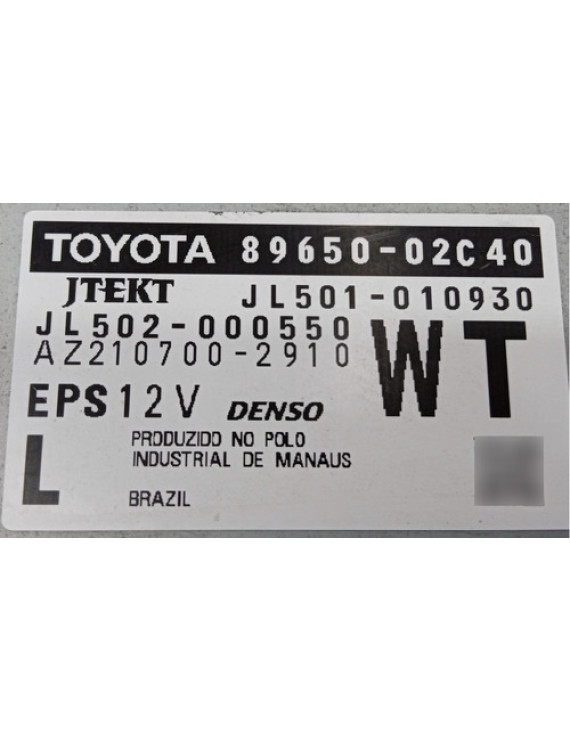 TOYOTA 89650-02C40
JTEKT JL501-010930
JL502-000550
AZ210700-2910
WT
EPS12V DENSO
L
PRODUZIDO NO POLO
INDUSTRIAL DE MANAUS
BRAZIL